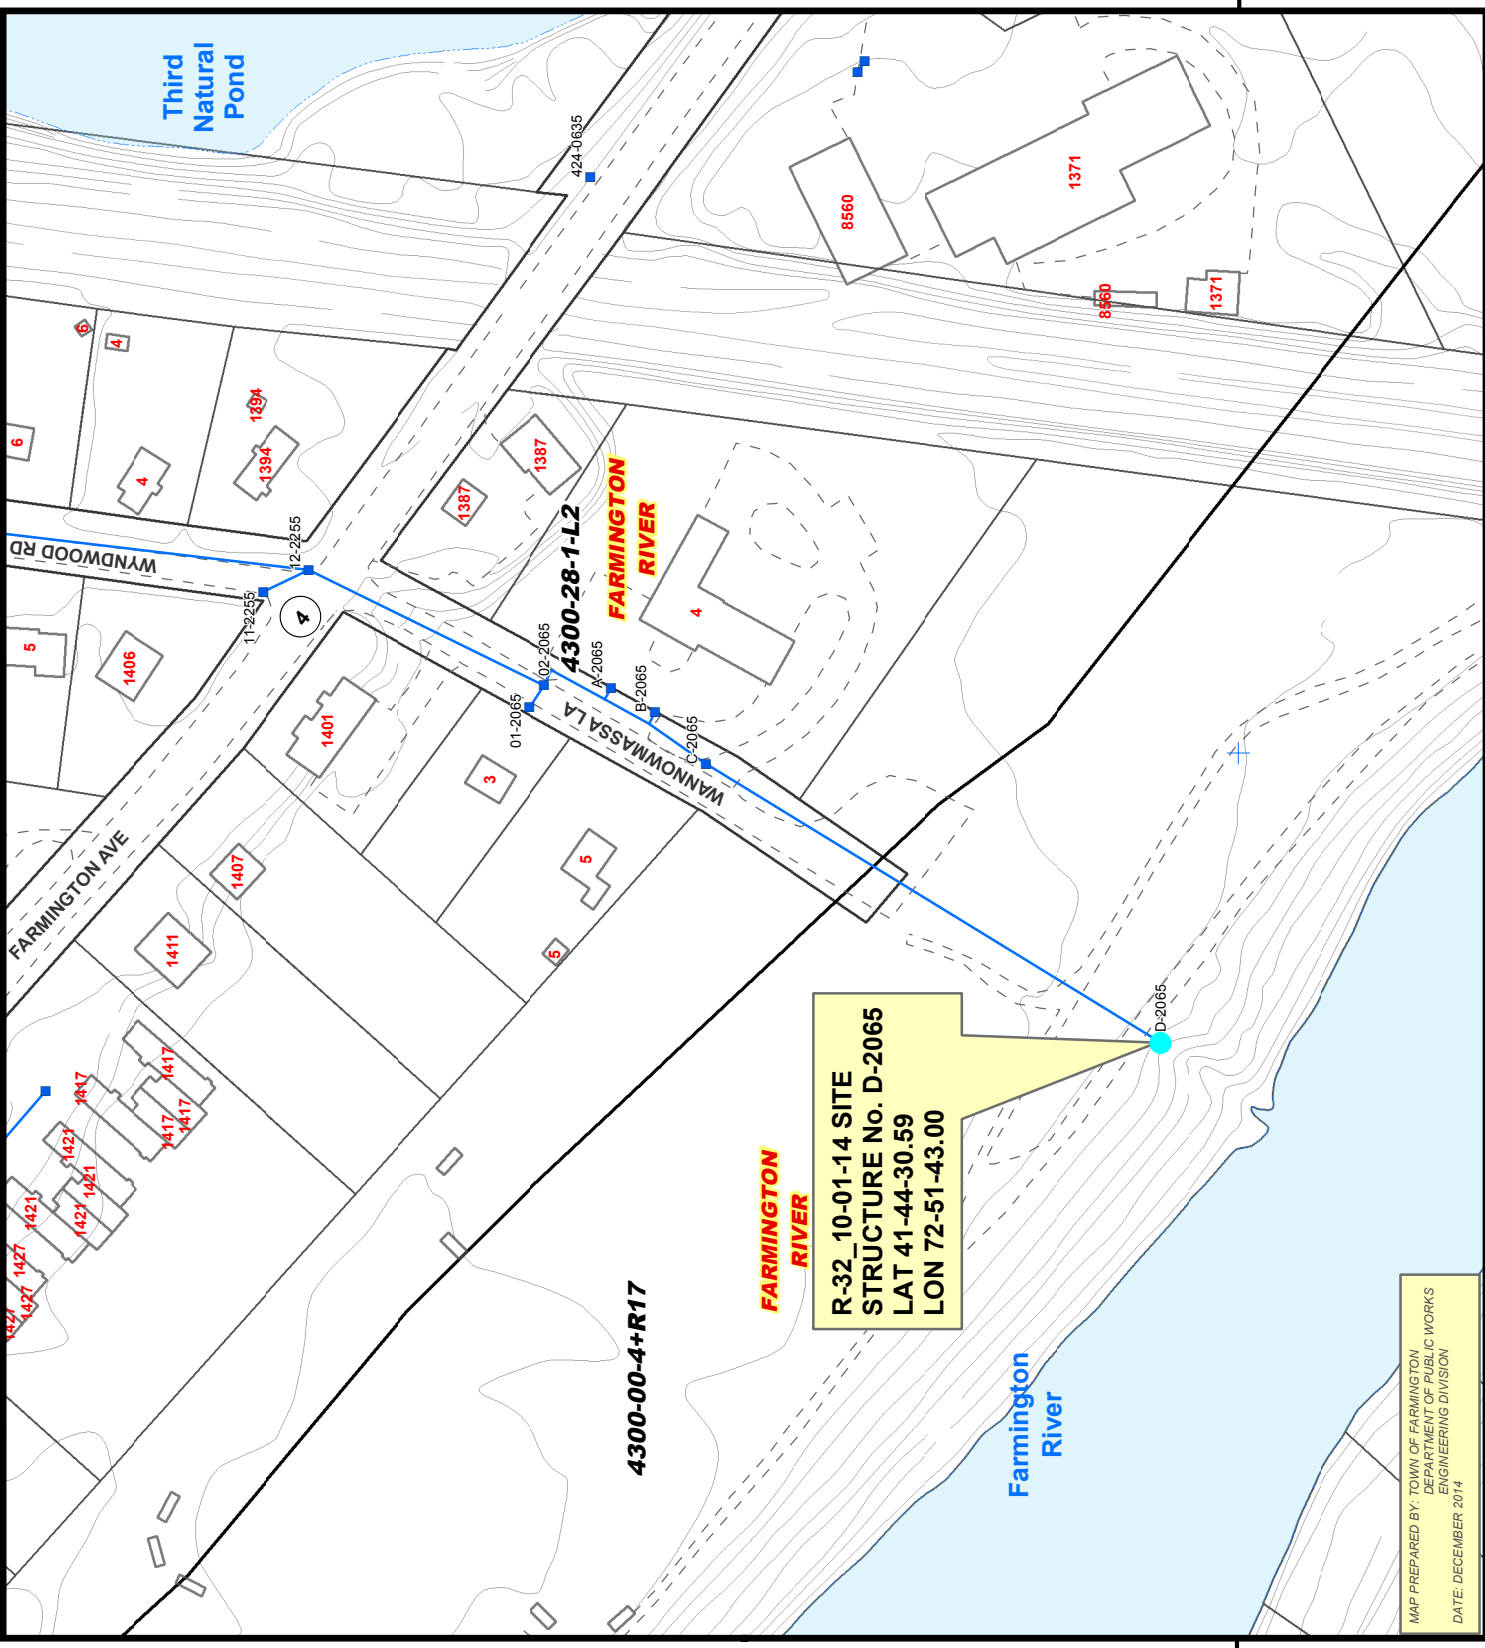 Third
Natural
Pond
424-0635
8560
1371
8560
1371
6
4
1394
6
4
1394
1387
1387
WYNDWOOD RD
12-2255
11-2255
4
5
1406
1401
FARMINGTON AVE
1407
1411
02-2065
01-2065
4300-28-1-L2
FARMINGTON
RIVER
4
A-2065
B-2065
C-2065
WANNOWMASSA LA
3
5
5
1417
1417
1417
1417
1421
1421
1421
1421
1427
1427
1427
D-2065
R-32_10-01-14 SITE
STRUCTURE No. D-2065
LAT 41-44-30.59
LON 72-51-43.00
FARMINGTON
RIVER
4300-00-4+R17
Farmington
River
MAP PREPARED BY: TOWN OF FARMINGTON
DEPARTMENT OF PUBLIC WORKS
ENGINEERING DIVISION
DATE: DECEMBER 2014